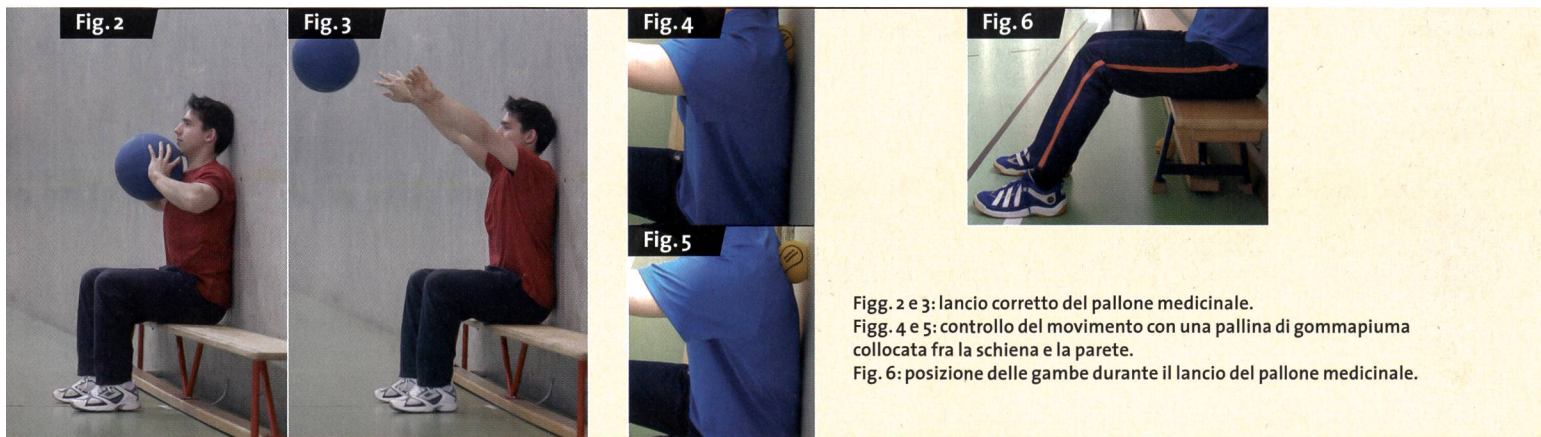 Fig. 2
Fig. 3
Fig. 4
Fig. 5
Fig. 6
Figg. 2 e 3: lancio corretto del pallone medicinale.
Figg. 4 e 5: controllo del movimento con una pallina di gommapiuma
collocata fra la schiena e la parete.
Fig. 6: posizione delle gambe durante il lancio del pallone medicinale.